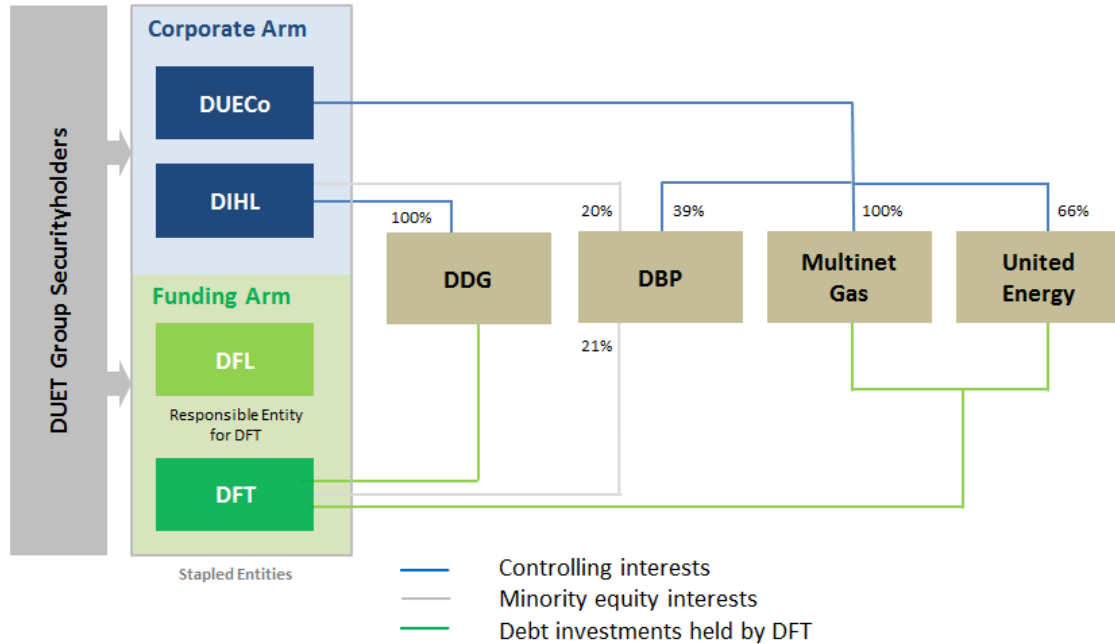 DUET Group Securityholders
Corporate Arm
DUECo
DIHL
Funding Arm
DFL
Responsible Entity
for DFT
DFT
Stapled Entities
100%
20%
39%
100%
66%
DDG
DBP
Multinet
Gas
United
Energy
21%
Controlling interests
Minority equity interests
Debt investments held by DFT